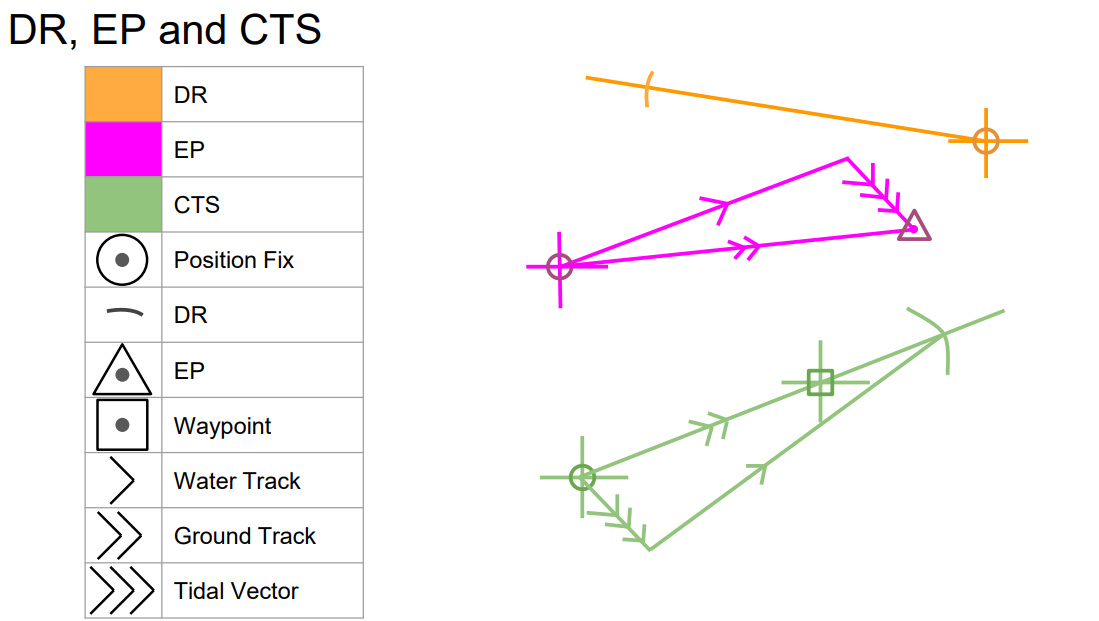 DR, EP and CTS
DR
EP
CTS
Position Fix
DR
EP
Waypoint
Water Track
Ground Track
Tidal Vector